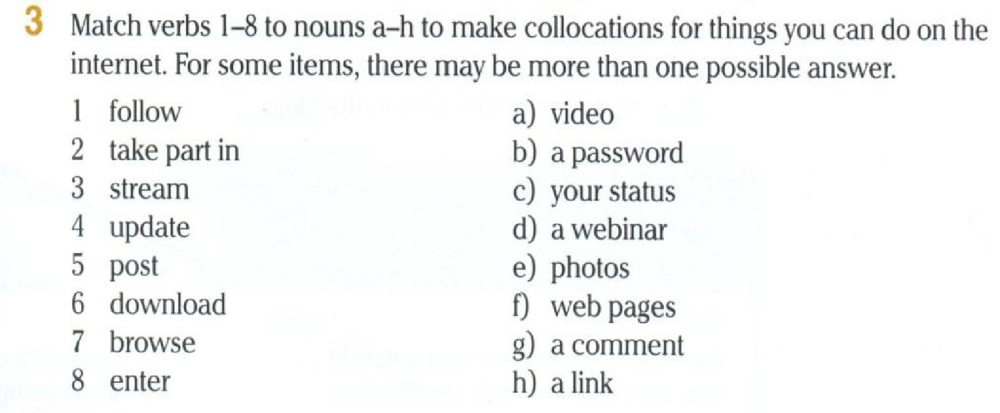 3 Match verbs 1–8 to nouns a–h to make collocations for things you can do on the
internet. For some items, there may be more than one possible answer.
1 follow a) video
2 take part in b) a password
3 stream c) your status
4 update d) a webinar
5 post e) photos
6 download f) web pages
7 browse g) a comment
8 enter h) a link